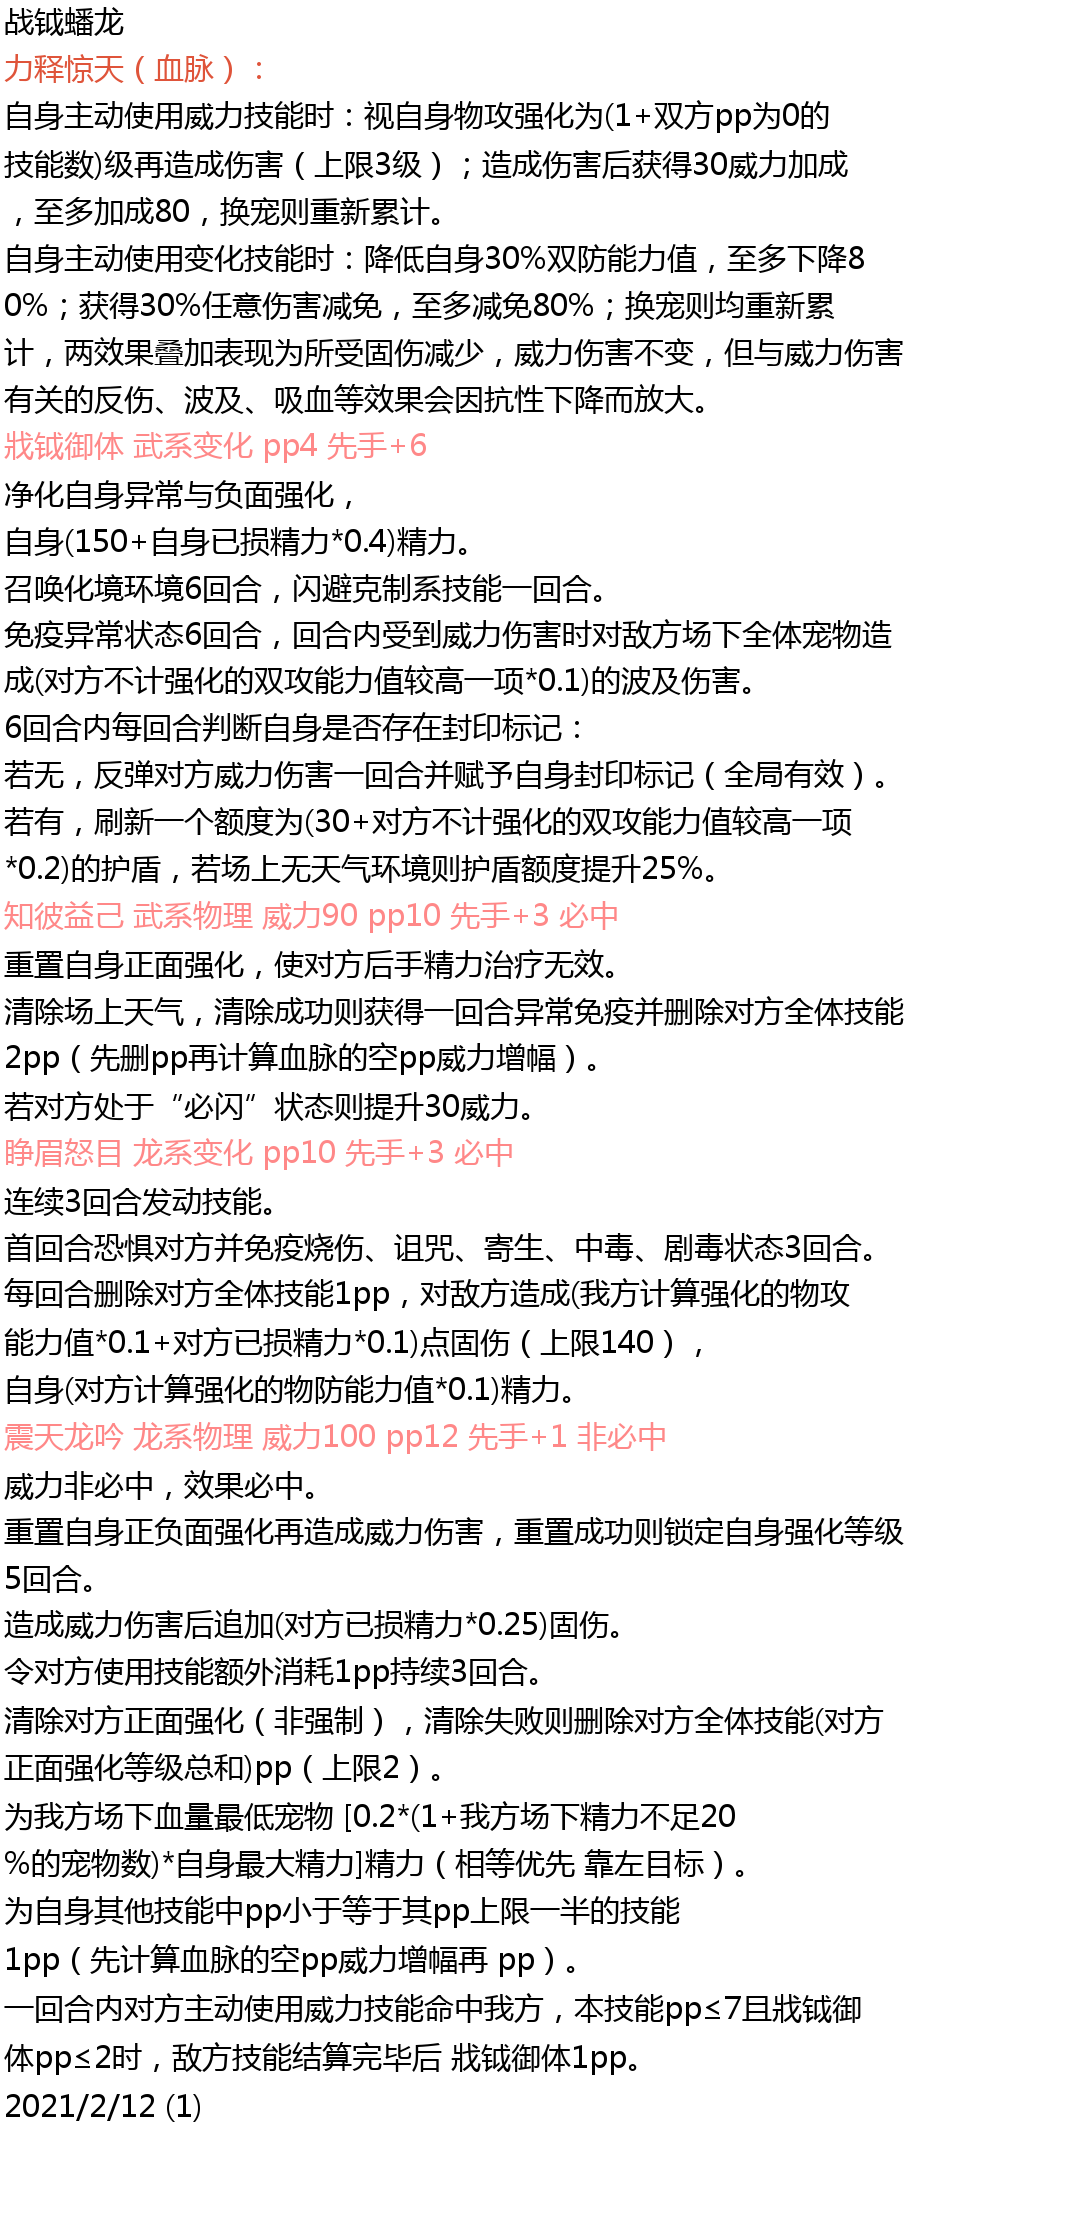 战钺蟠龙
力释惊天（血脉）：
自身主动使用威力技能时：视自身物攻强化为(1+双方pp为0的
技能数)级再造成伤害（上限3级）；造成伤害后获得30威力加成
，至多加成80，换宠则重新累计。
自身主动使用变化技能时：降低自身30%双防能力值，至多下降8
0%；获得30%任意伤害减免，至多减免80%；换宠则均重新累
计，两效果叠加表现为所受固伤减少，威力伤害不变，但与威力伤害
有关的反伤、波及、吸血等效果会因抗性下降而放大。
戕钺御体 武系变化 pp4 先手+6
净化自身异常与负面强化，
自身(150+自身已损精力*0.4)精力。
召唤化境环境6回合，闪避克制系技能一回合。
免疫异常状态6回合，回合内受到威力伤害时对敌方场下全体宠物造
成(对方不计强化的双攻能力值较高一项*0.1)的波及伤害。
6回合内每回合判断自身是否存在封印标记：
若无，反弹对方威力伤害一回合并赋予自身封印标记（全局有效）。
若有，刷新一个额度为(30+对方不计强化的双攻能力值较高一项
*0.2)的护盾，若场上无天气环境则护盾额度提升25%。
知彼益己 武系物理 威力90 pp10 先手+3 必中
重置自身正面强化，使对方后手精力治疗无效。
清除场上天气，清除成功则获得一回合异常免疫并删除对方全体技能
2pp（先删pp再计算血脉的空pp威力增幅）。
若对方处于“必闪”状态则提升30威力。
睁眉怒目 龙系变化 pp10 先手+3 必中
连续3回合发动技能。
首回合恐惧对方并免疫烧伤、诅咒、寄生、中毒、剧毒状态3回合。
每回合删除对方全体技能1pp，对敌方造成(我方计算强化的物攻
能力值*0.1+对方已损精力*0.1)点固伤（上限140），
自身(对方计算强化的物防能力值*0.1)精力。
震天龙吟 龙系物理 威力100 pp12 先手+1 非必中
威力非必中，效果必中。
重置自身正负面强化再造成威力伤害，重置成功则锁定自身强化等级
5回合。
造成威力伤害后追加(对方已损精力*0.25)固伤。
令对方使用技能额外消耗1pp持续3回合。
清除对方正面强化（非强制），清除失败则删除对方全体技能(对方
正面强化等级总和)pp（上限2）。
为我方场下血量最低宠物 [0.2*(1+我方场下精力不足20
%的宠物数)*自身最大精力]精力（相等优先 靠左目标）。
为自身其他技能中pp小于等于其pp上限一半的技能
1pp（先计算血脉的空pp威力增幅再 pp）。
一回合内对方主动使用威力技能命中我方，本技能pp≤7且戕钺御
体pp≤2时，敌方技能结算完毕后 戕钺御体1pp。
2021/2/12 (1)